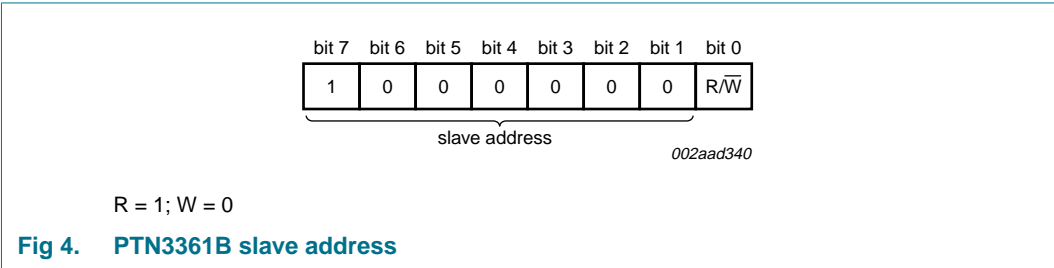 bit 7 bit 6 bit 5 bit 4 bit 3 bit 2 bit 1 bit 0
1 0 0 0 0 0 0 R/W̅
slave address
002aad340
R = 1; W = 0
Fig 4. PTN3361B slave address